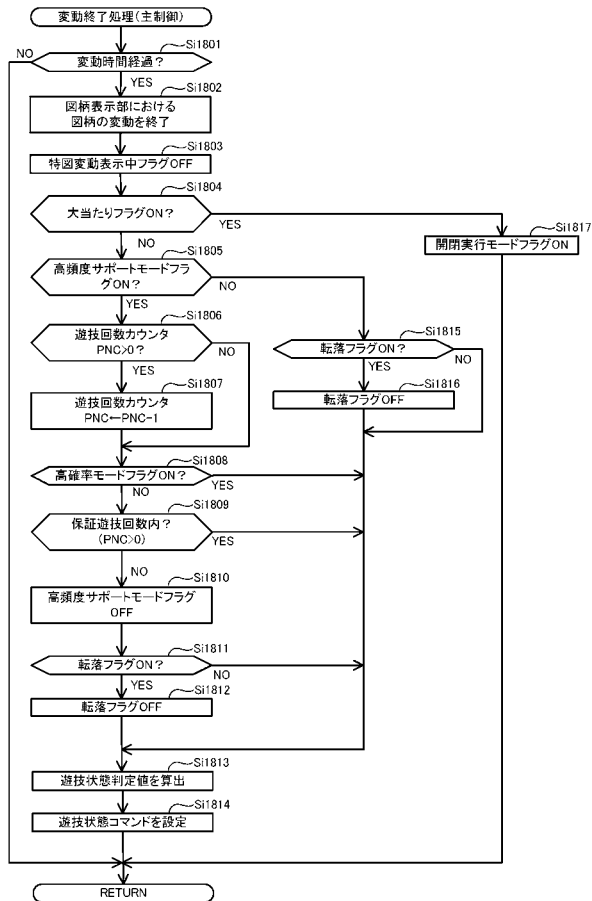 変動終了処理(主制御)
Si1801
NO
変動時間経過？
YES
Si1802
図柄表示部における
図柄の変動を終了
Si1803
特図変動表示中フラグOFF
Si1804
大当たりフラグON？
YES
NO
Si1817
開閉実行モードフラグON
Si1805
高頻度サポートモードフラ
グON？
NO
YES
Si1806
遊技回数カウンタ
PNC>0？
NO
YES
Si1815
転落フラグON？
NO
YES
Si1807
遊技回数カウンタ
PNC←PNC-1
Si1816
転落フラグOFF
Si1808
高確率モードフラグON？
YES
NO
Si1809
保証遊技回数内？
(PNC>0)
YES
NO
Si1810
高頻度サポートモードフラグ
OFF
Si1811
転落フラグON？
NO
YES
Si1812
転落フラグOFF
Si1813
遊技状態判定値を算出
Si1814
遊技状態コマンドを設定
RETURN